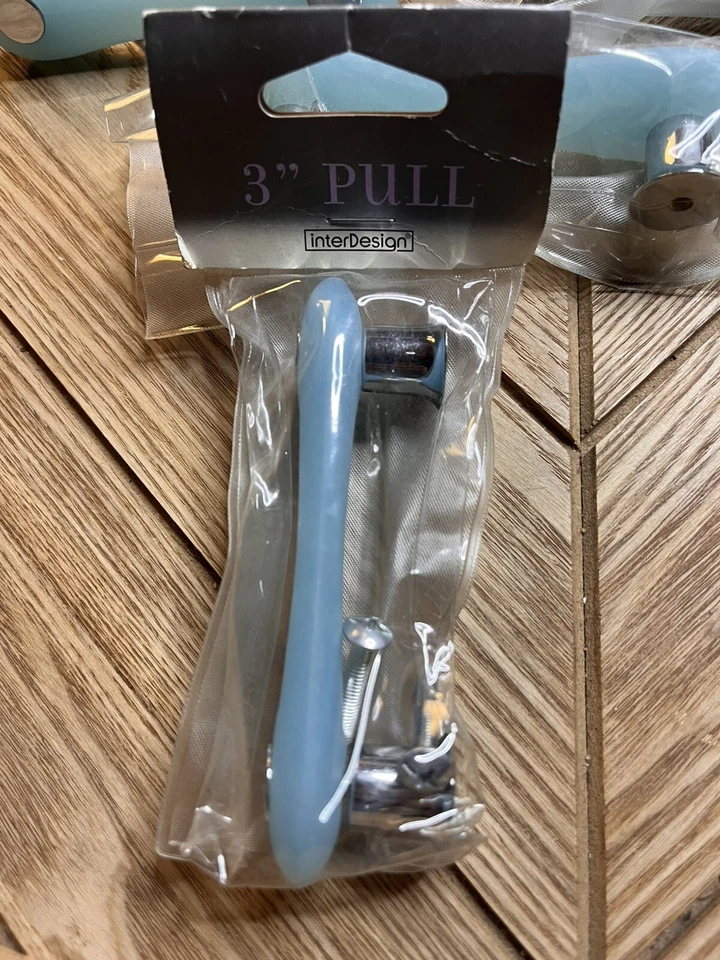 3” PULL
interDesign®